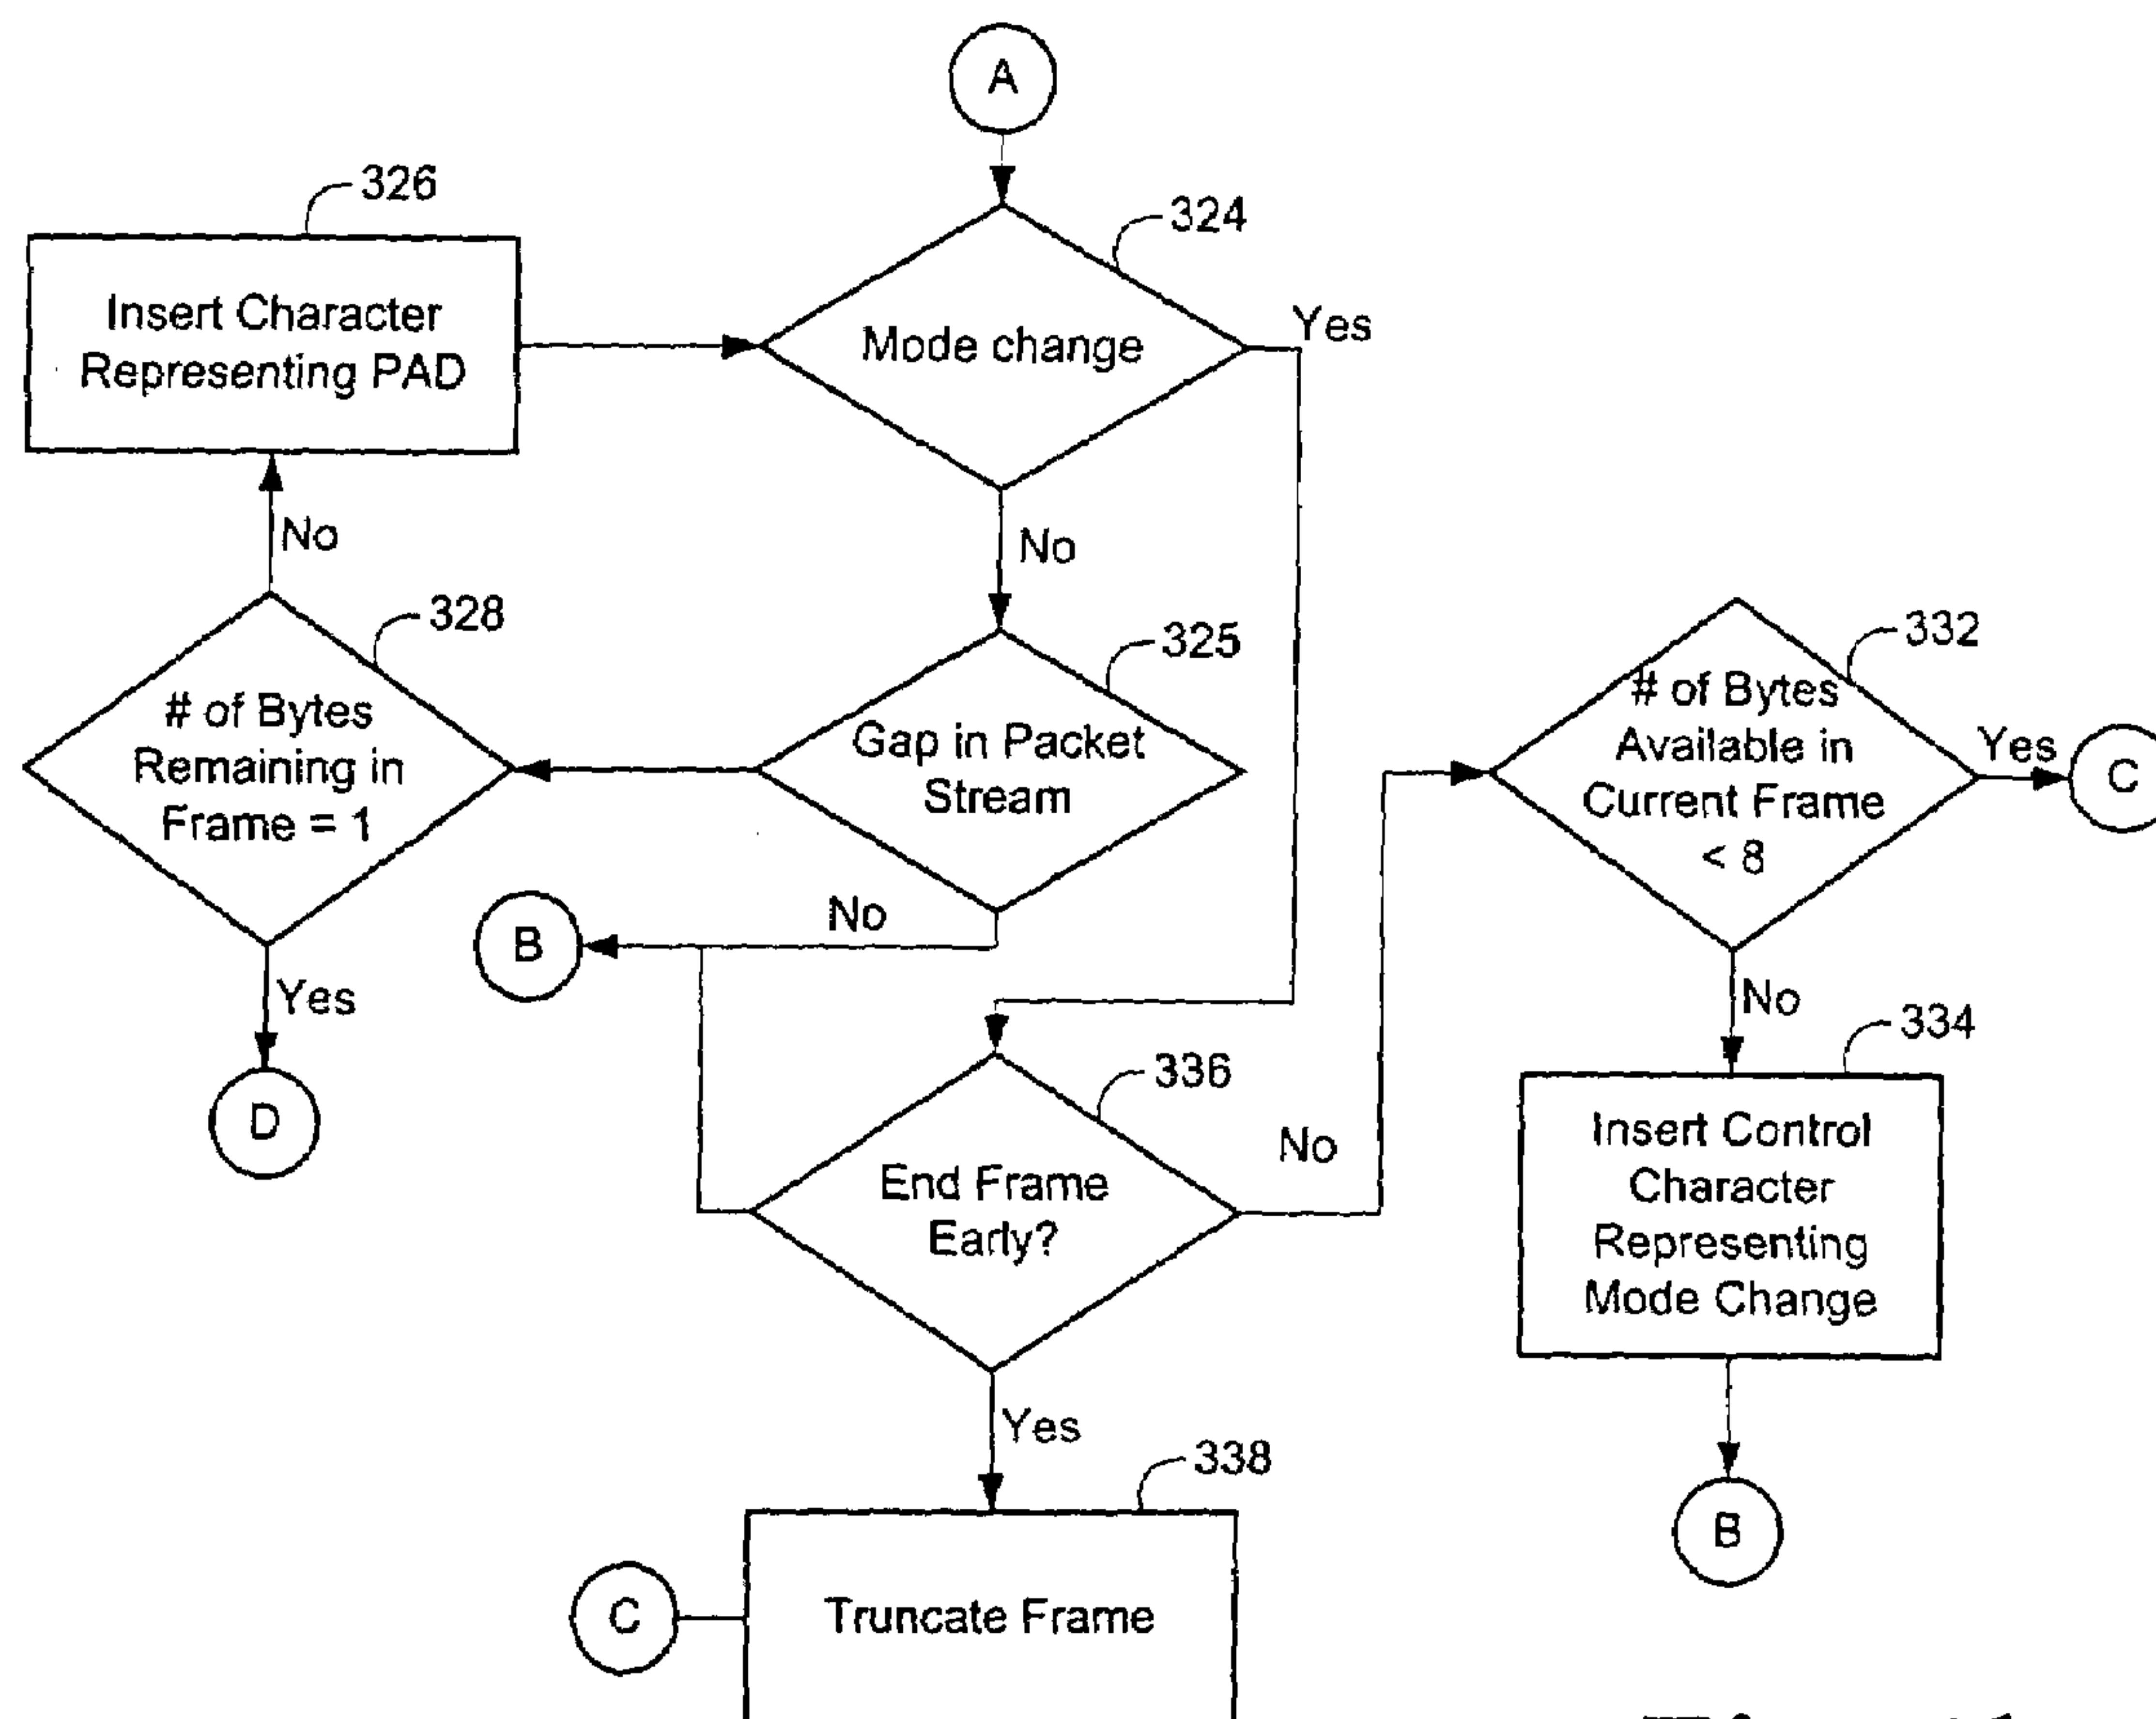 A
326
324
Insert Character
Representing PAD
Mode change
Yes
No
No
328
325
332
# of Bytes
Remaining in
Frame = 1
Gap in Packet
Stream
# of Bytes
Available in
Current Frame
< 8
Yes
C
No
B
Yes
No
D
336
334
End Frame
Early?
No
Insert Control
Character
Representing
Mode Change
Yes
338
B
C
Truncate Frame